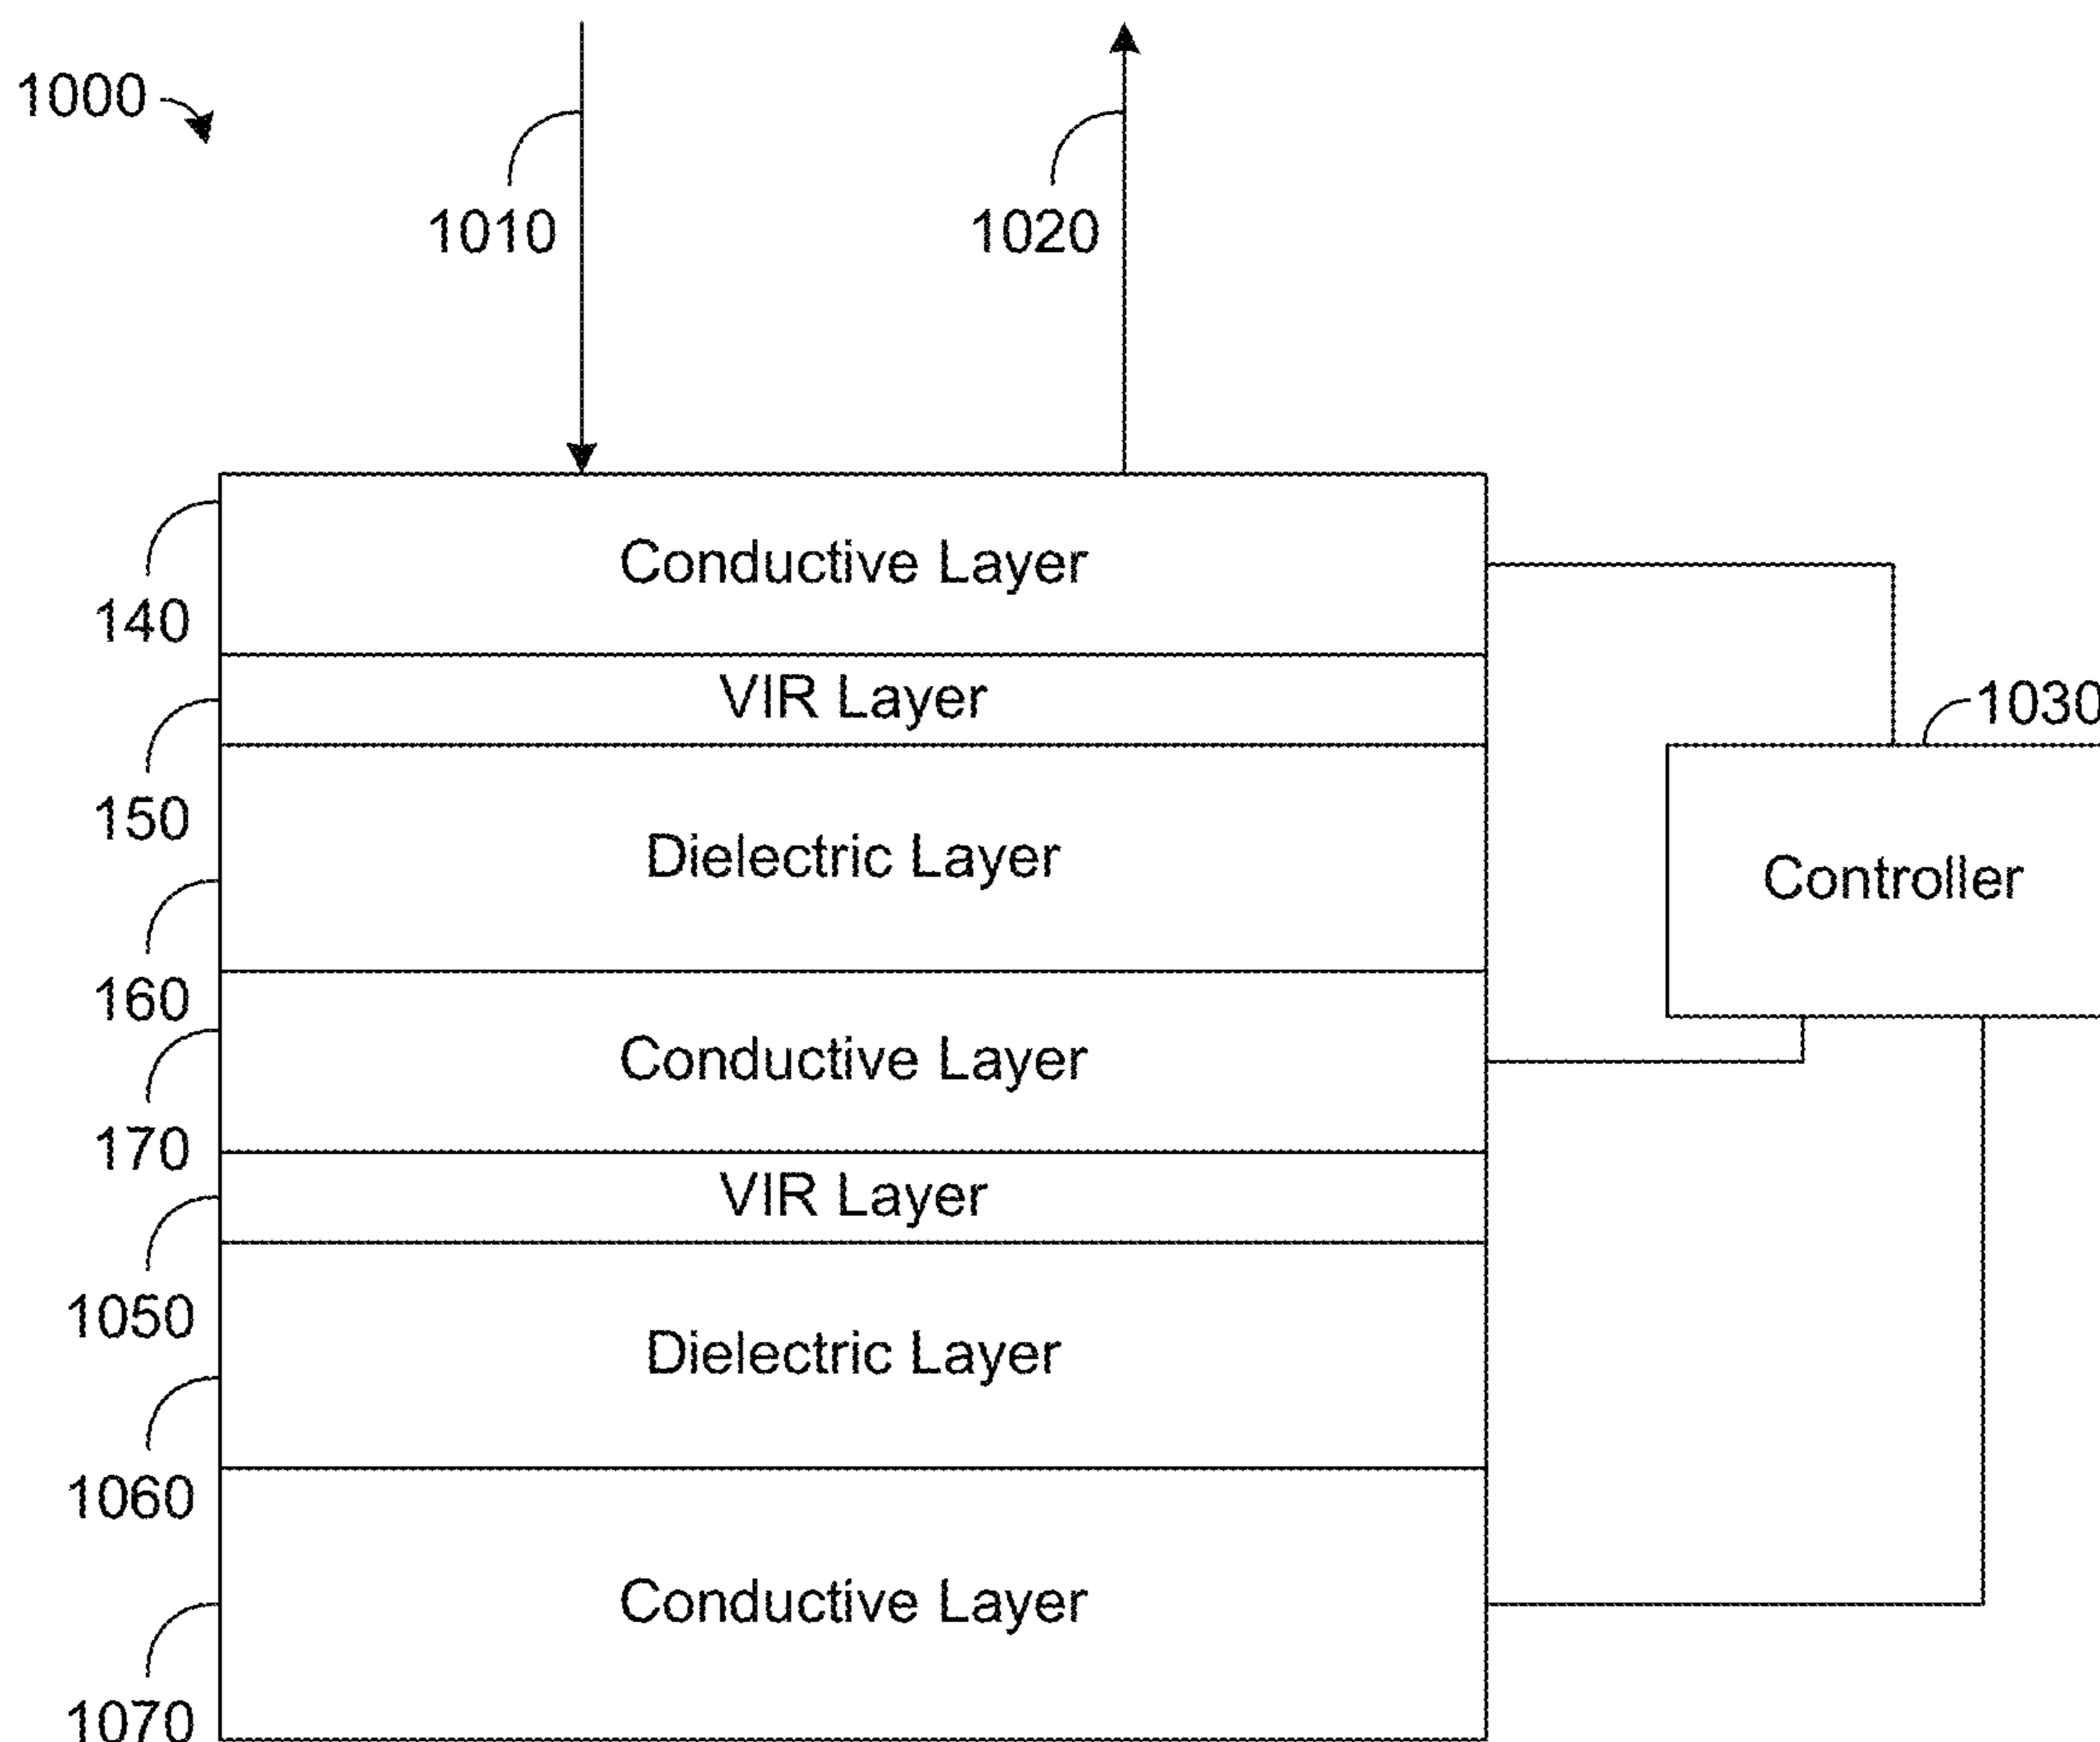 1000
1010
1020
Conductive Layer
140
VIR Layer
1030
150
Dielectric Layer
Controller
160
Conductive Layer
170
VIR Layer
1050
Dielectric Layer
1060
Conductive Layer
1070